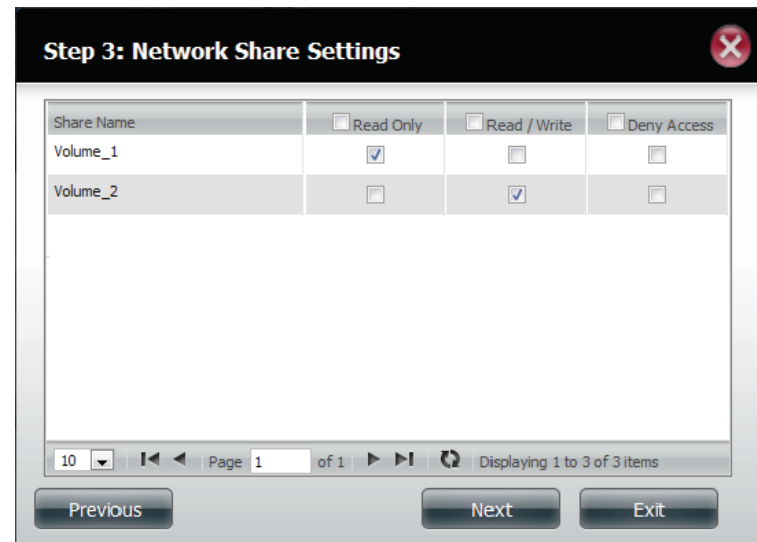 Step 3: Network Share Settings
Share Name Read Only Read / Write Deny Access
Volume_1
Volume_2
10 Page 1 of 1 Displaying 1 to 3 of 3 items
Previous Next Exit